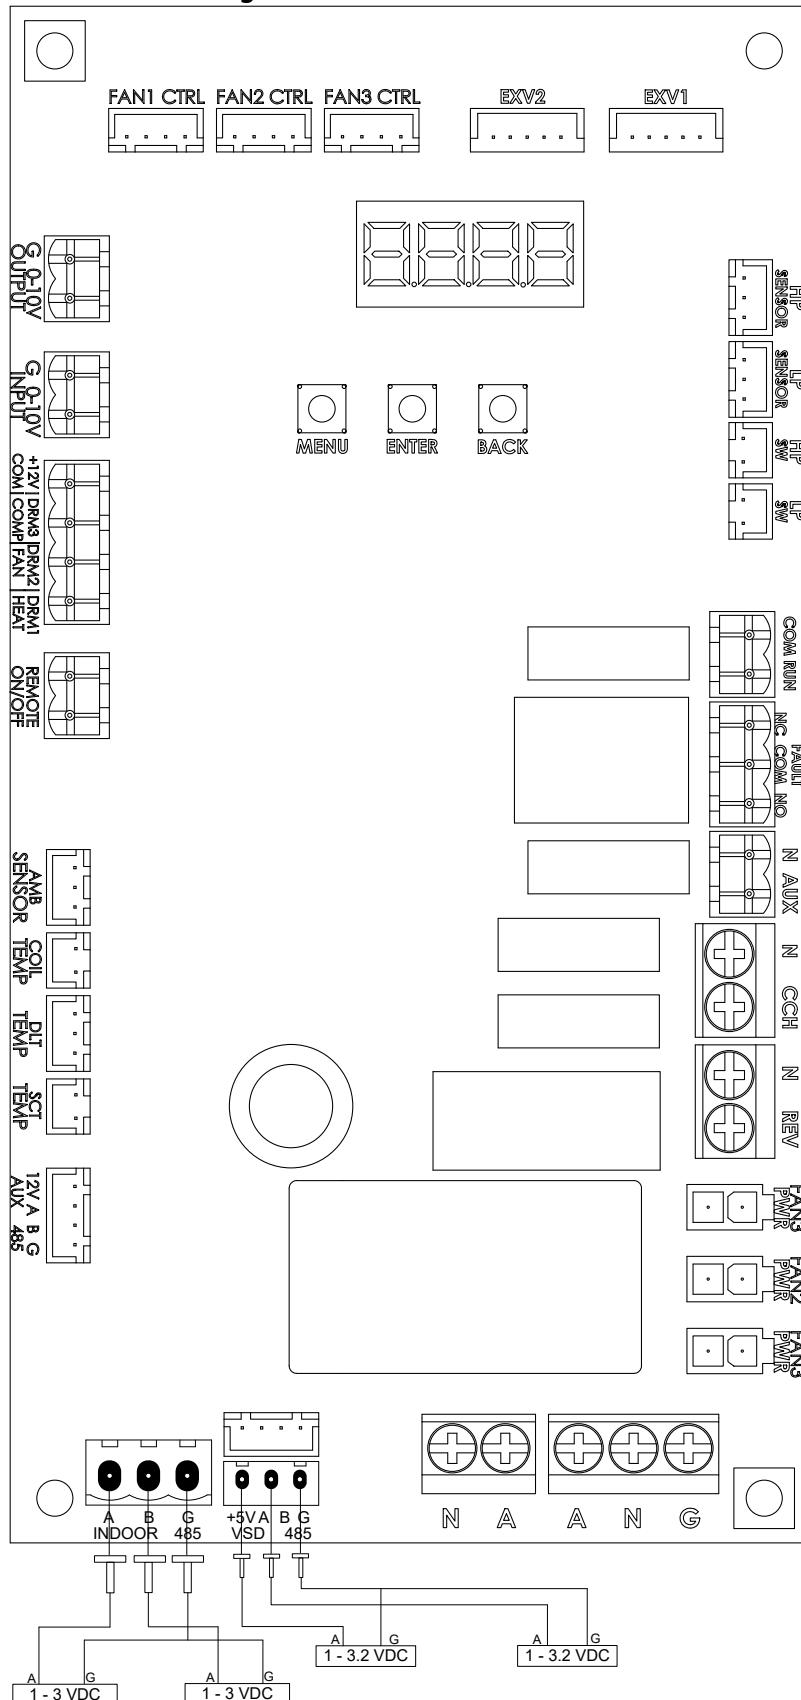 g
FAN1 CTRL FAN2 CTRL FAN3 CTRL
EXV2
EXV1
G 0-10V
OUTPUT
G 0-10V
INPUT
+12V | DRM3 | DRM2 | DRM1
COM | COMP | FAN | HEAT
REMOTE
ON/OFF
AMB
SENSOR
COIL
TEMP
DLT
TEMP
SCT
TEMP
12V A B G
AUX 485
MENU
ENTER
BACK
HP
SENSOR
LP
SENSOR
HP
SW
LP
SW
COM RUN
FAULT
NC COM NO
N AUX
N CCH
N REV
FAN3
PWR
FAN2
PWR
FAN3
PWR
A B G
INDOOR 485
+5V A B G
VSD 485
N A A N G
A G
1 - 3.2 VDC
A G
1 - 3.2 VDC
A G
1 - 3 VDC
A G
1 - 3 VDC